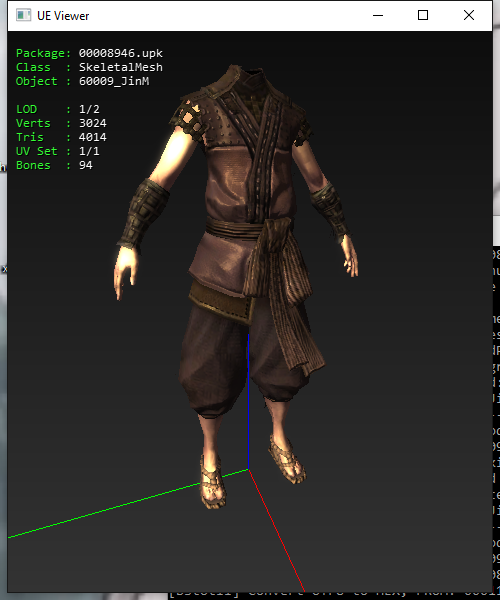 UE Viewer
Package: 00008946.upk
Class : SkeletalMesh
Object : 60009_JinM
LOD : 1/2
Verts : 3024
Tris : 4014
UV Set : 1/1
Bones : 94